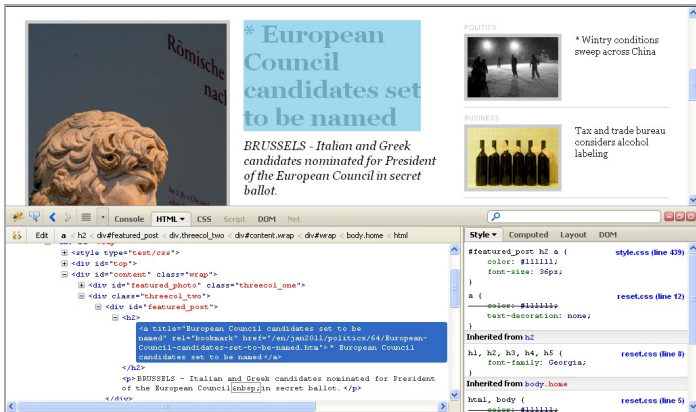 Römische
nacl
* European
Council
candidates set
to be named
BRUSSELS - Italian and Greek
candidates nominated for President
of the European Council in secret
ballot.
POLITICS
* Wintry conditions
sweep across China
BUSINESS
Tax and trade bureau
considers alcohol
labeling
Console HTML CSS Script DOM Net
Edit a < h2 < div#featured_post < div.threecol_two < div#content.wrap < div#wrap < body.home < html
<style type="text/css">
<div id="top">
<div id="content" class="wrap">
<div id="featured_photo" class="threecol_one">
<div class="threecol_two">
<div id="featured_post">
<h2>
<a title="European Council candidates set to be
named" rel="bookmark" href="/en/jan2011/politics/64/European-
Council-candidates-set-to-be-named.htm">* European Council
candidates set to be named</a>
</h2>
<p>BRUSSELS - Italian and Greek candidates nominated for President
of the European Council&nbsp;in secret ballot.</p>
</div>
Style Computed Layout DOM
#featured_post h2 a { style.css (line 439)
color: #111111;
font-size: 36px;
}
a { reset.css (line 12)
color: #111111;
text-decoration: none;
}
Inherited from h2
h1, h2, h3, h4, h5 { reset.css (line 8)
font-family: Georgia;
}
Inherited from body.home
html, body { reset.css (line 5)
color: #111111;